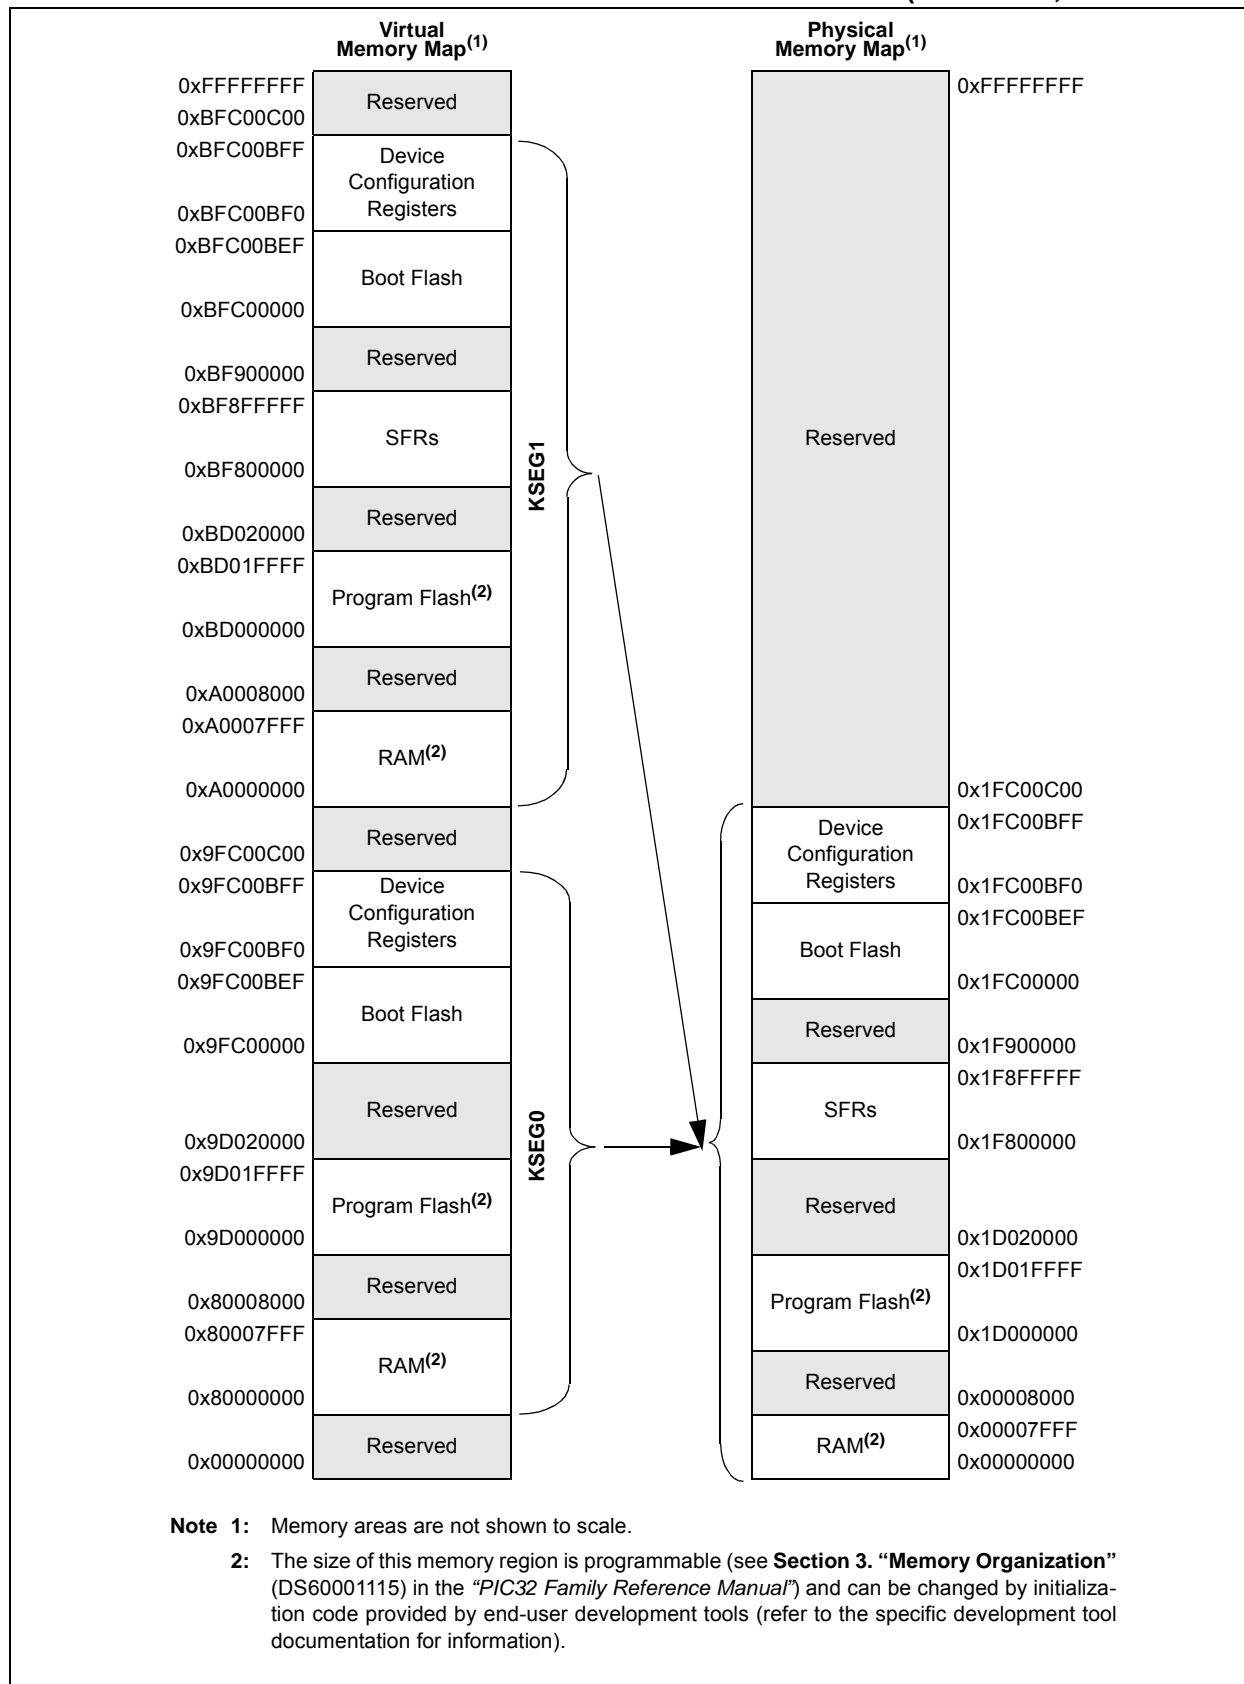 Virtual
Memory Map(1)
Physical
Memory Map(1)
0xFFFFFFFF
Reserved
0xBFC00C00
0xBFC00BFF
Device
Configuration
Registers
0xBFC00BF0
0xBFC00BEF
Boot Flash
0xBFC00000
Reserved
0xBF900000
0xBF8FFFFF
SFRs
0xBF800000
Reserved
0xBD020000
0xBD01FFFF
Program Flash(2)
0xBD000000
Reserved
0xA0008000
0xA0007FFF
RAM(2)
0xA0000000
Reserved
0x9FC00C00
0x9FC00BFF
Device
Configuration
Registers
0x9FC00BF0
0x9FC00BEF
Boot Flash
0x9FC00000
Reserved
0x9D020000
0x9D01FFFF
Program Flash(2)
0x9D000000
Reserved
0x80008000
0x80007FFF
RAM(2)
0x80000000
Reserved
0x00000000
KSEG1
KSEG0
0xFFFFFFFF
Reserved
0x1FC00C00
0x1FC00BFF
Device
Configuration
Registers
0x1FC00BF0
0x1FC00BEF
Boot Flash
0x1FC00000
Reserved
0x1F900000
0x1F8FFFFF
SFRs
0x1F800000
Reserved
0x1D020000
0x1D01FFFF
Program Flash(2)
0x1D000000
Reserved
0x00008000
0x00007FFF
RAM(2)
0x00000000
Note 1: Memory areas are not shown to scale.
2: The size of this memory region is programmable (see Section 3. “Memory Organization”
(DS60001115) in the “PIC32 Family Reference Manual”) and can be changed by initializa-
tion code provided by end-user development tools (refer to the specific development tool
documentation for information).